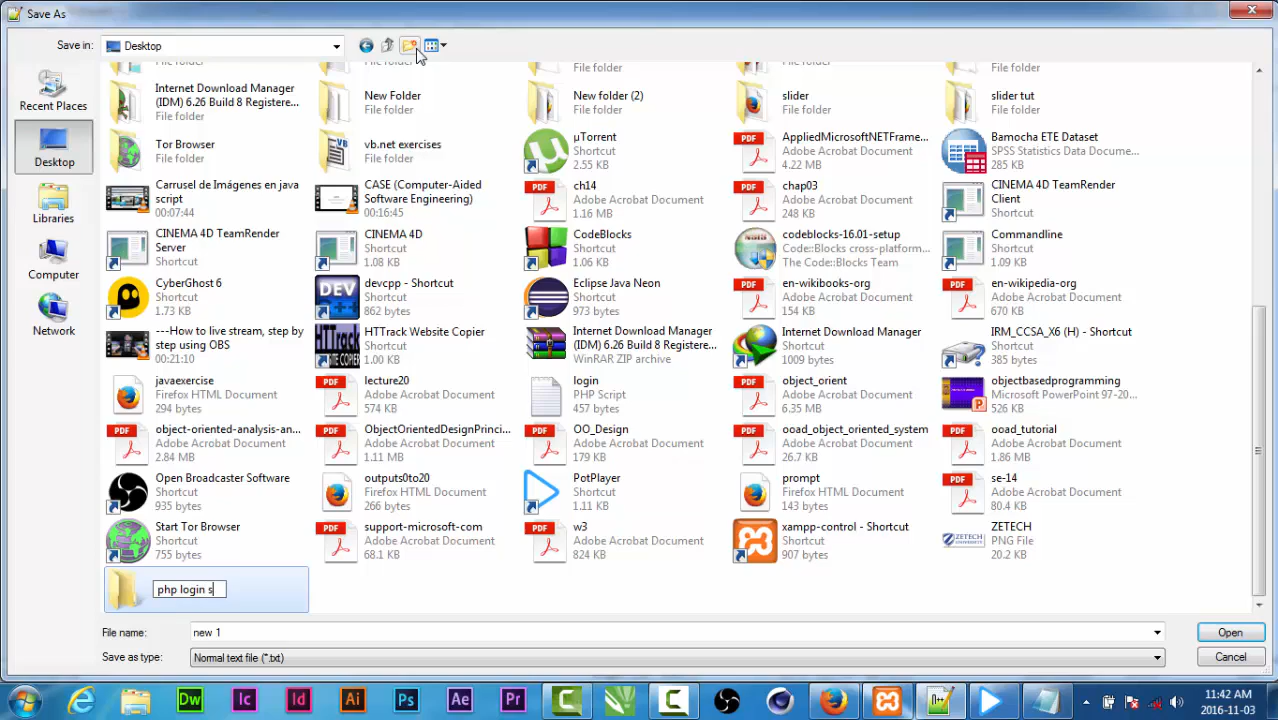 Save As
Save in:
Desktop
File folder
File folder
File folder
File folder
File folder
Internet Download Manager
(IDM) 6.26 Build 8 Registere...
File folder
New Folder
File folder
New folder (2)
File folder
slider
File folder
slider tut
File folder
Tor Browser
File folder
vb.net exercises
File folder
µTorrent
Shortcut
2.55 KB
AppliedMicrosoftNETFrame...
Adobe Acrobat Document
4.22 MB
Bamocha ETE Dataset
SPSS Statistics Data Docume...
285 KB
Carrusel de Imágenes en java
script
00:07:44
CASE (Computer-Aided
Software Engineering)
00:16:45
ch14
Adobe Acrobat Document
1.16 MB
chap03
Adobe Acrobat Document
248 KB
CINEMA 4D TeamRender
Client
Shortcut
CINEMA 4D TeamRender
Server
Shortcut
CINEMA 4D
Shortcut
1.08 KB
CodeBlocks
Shortcut
1.06 KB
codeblocks-16.01-setup
Code::Blocks cross-platform...
The Code::Blocks Team
Commandline
Shortcut
1.09 KB
CyberGhost 6
Shortcut
1.73 KB
devcpp - Shortcut
Shortcut
862 bytes
Eclipse Java Neon
Shortcut
973 bytes
en-wikibooks-org
Adobe Acrobat Document
154 KB
en-wikipedia-org
Adobe Acrobat Document
670 KB
---How to live stream, step by
step using OBS
00:21:10
HTTrack Website Copier
Shortcut
1.00 KB
Internet Download Manager
(IDM) 6.26 Build 8 Registere...
WinRAR ZIP archive
Internet Download Manager
Shortcut
1009 bytes
IRM_CCSA_X6 (H) - Shortcut
Shortcut
385 bytes
javaexercise
Firefox HTML Document
294 bytes
lecture20
Adobe Acrobat Document
574 KB
login
PHP Script
457 bytes
object_orient
Adobe Acrobat Document
6.35 MB
objectbasedprogramming
Microsoft PowerPoint 97-20...
526 KB
object-oriented-analysis-an...
Adobe Acrobat Document
2.84 MB
ObjectOrientedDesignPrinci...
Adobe Acrobat Document
1.11 MB
OO_Design
Adobe Acrobat Document
179 KB
ooad_object_oriented_system
Adobe Acrobat Document
26.7 KB
ooad_tutorial
Adobe Acrobat Document
1.86 MB
Open Broadcaster Software
Shortcut
935 bytes
outputs0to20
Firefox HTML Document
266 bytes
PotPlayer
Shortcut
1.11 KB
prompt
Firefox HTML Document
143 bytes
se-14
Adobe Acrobat Document
80.4 KB
Start Tor Browser
Shortcut
755 bytes
support-microsoft-com
Adobe Acrobat Document
68.1 KB
w3
Adobe Acrobat Document
824 KB
xampp-control - Shortcut
Shortcut
907 bytes
ZETECH
PNG File
20.2 KB
php login s
Recent Places
Desktop
Libraries
Computer
Network
File name:
new 1
Open
Save as type:
Normal text file (*.txt)
Cancel
Dw
Ic
Id
Ai
Ps
Ae
Pr
11:42 AM
2016-11-03